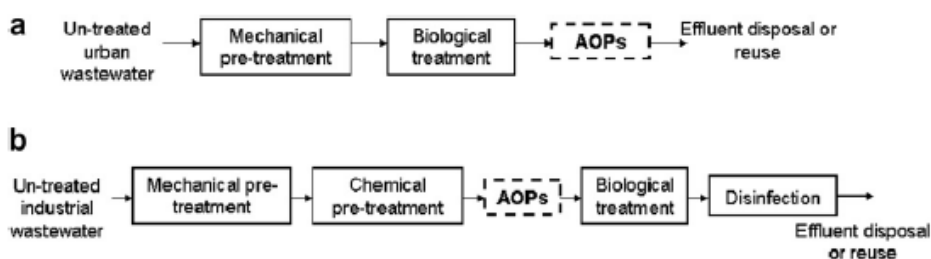 a
Un-treated
urban
wastewater
Mechanical
pre-treatment
Biological
treatment
AOPs
Effluent disposal or
reuse
b
Un-treated
industrial
wastewater
Mechanical pre-
treatment
Chemical
pre-treatment
AOPs
Biological
treatment
Disinfection
Effluent disposal
or reuse